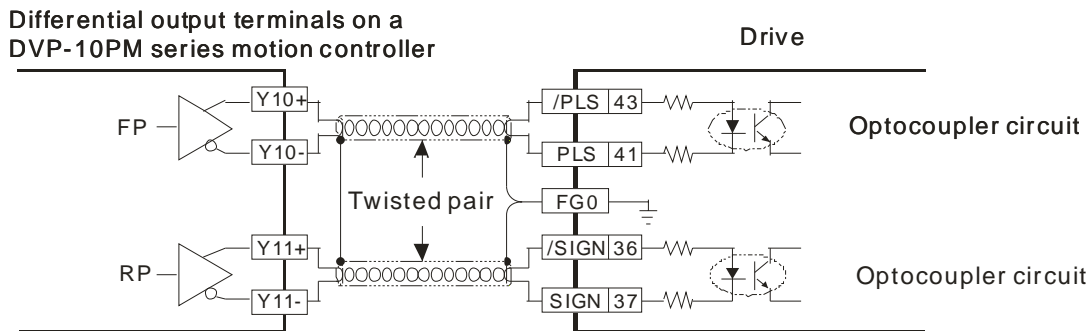 Differential output terminals on a
DVP-10PM series motion controller
Drive
Y10+
/PLS 43
FP
Optocoupler circuit
Y10-
PLS 41
Twisted pair
FG0
Y11+
/SIGN 36
RP
Optocoupler circuit
Y11-
SIGN 37